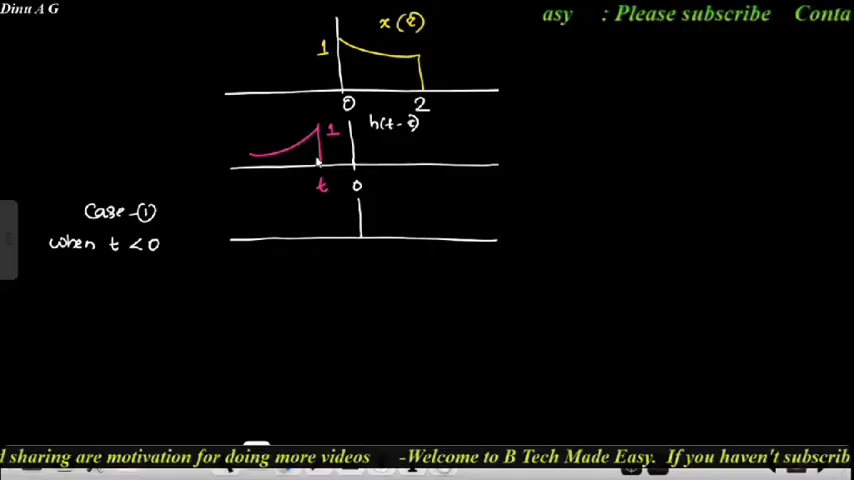 Dinu A G
asy : Please subscribe Conta
x(τ)
1
0 2
h(t-τ)
1
t 0
Case-①
when t < 0
d sharing are motivation for doing more videos -Welcome to B Tech Made Easy. If you haven't subscrib